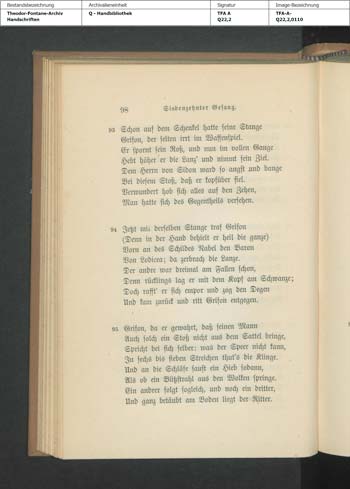 Bestandsbezeichnung
Archivalieneinheit
Signatur
Image-Bezeichnung
Theodor-Fontane-Archiv
Handschriften
Q - Handbibliothek
TFA A
Q22,2
TFA-A-
Q22,2,0110
98 Siebenzehnter Gesang.
93 Schon auf dem Schenkel hatte seine Stange
Grifon, der selten irrt im Waffenspiel.
Er spornt sein Roß, und nun im vollen Gange
Hebt höher er die Lanz' und nimmt sein Ziel.
Dem Herrn von Sidon ward so angst und bange
Bei diesem Stoß, daß er kopfüber fiel.
Verwundert hob sich alles auf den Zehen,
Man hatte sich des Gegentheils versehen.
94 Jetzt mit derselben Stange traf Grifon
(Denn in der Hand behielt er heil die ganze)
Vorn an des Schildes Nabel den Baron
Von Lodicea; da zerbrach die Lanze.
Der andre war dreimal am Fallen schon,
Denn rücklings lag er mit dem Kopf am Schwanze;
Doch rafft' er sich empor und zog den Degen
Und kam zurück und ritt Grifon entgegen.
95 Grifon, da er gewahrt, daß seinen Mann
Auch solch ein Stoß nicht aus dem Sattel bringe,
Spricht bei sich selber: was der Speer nicht kann,
In sechs bis sieben Streichen thut's die Klinge.
Und an die Schläfe saust ein Hieb sodann,
Als ob ein Blitzstrahl aus den Wolken springe.
Ein andrer folgt sogleich, und noch ein dritter,
Und ganz betäubt am Boden liegt der Ritter.